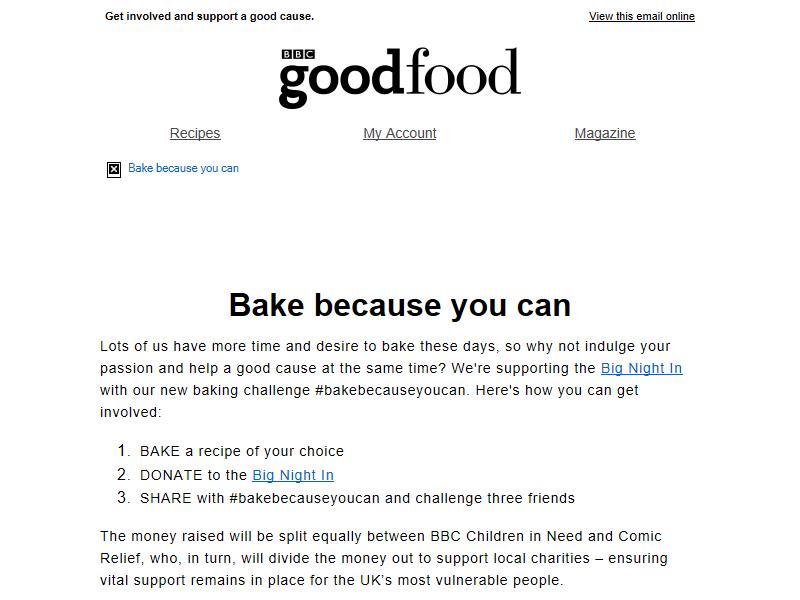 Get involved and support a good cause.
View this email online
BBC
goodfood
Recipes
My Account
Magazine
Bake because you can
Bake because you can
Lots of us have more time and desire to bake these days, so why not indulge your
passion and help a good cause at the same time? We're supporting the Big Night In
with our new baking challenge #bakebecauseyoucan. Here's how you can get
involved:
1. BAKE a recipe of your choice
2. DONATE to the Big Night In
3. SHARE with #bakebecauseyoucan and challenge three friends
The money raised will be split equally between BBC Children in Need and Comic
Relief, who, in turn, will divide the money out to support local charities – ensuring
vital support remains in place for the UK’s most vulnerable people.